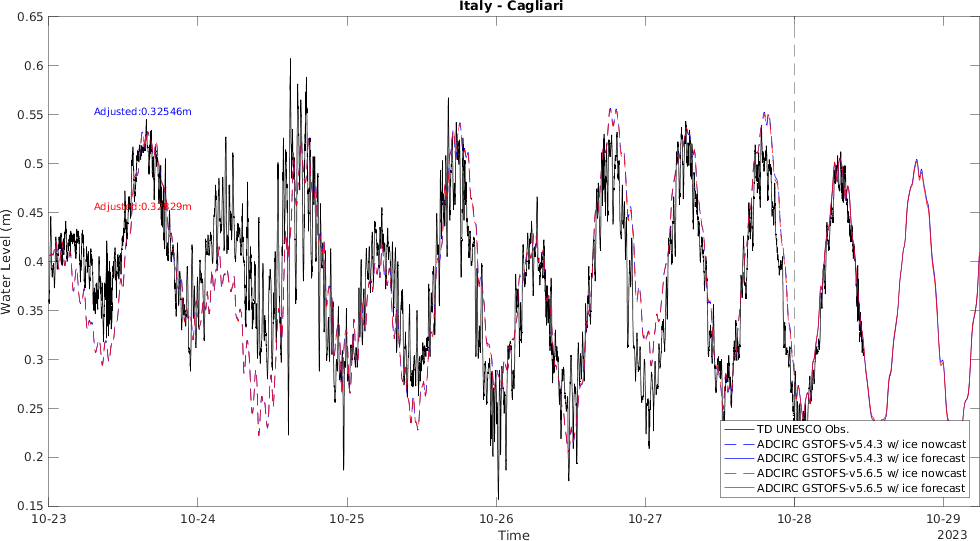 Italy - Cagliari
0.65
0.6
0.55
0.5
0.45
0.4
0.35
0.3
0.25
0.2
0.15
Water Level (m)
Adjusted:0.32546m
TD UNESCO Obs.
ADCIRC GSTOFS-v5.4.3 w/ ice nowcast
ADCIRC GSTOFS-v5.4.3 w/ ice forecast
ADCIRC GSTOFS-v5.6.5 w/ ice nowcast
ADCIRC GSTOFS-v5.6.5 w/ ice forecast
10-23 10-24 10-25 10-26 10-27 10-28 10-29
Time
2023